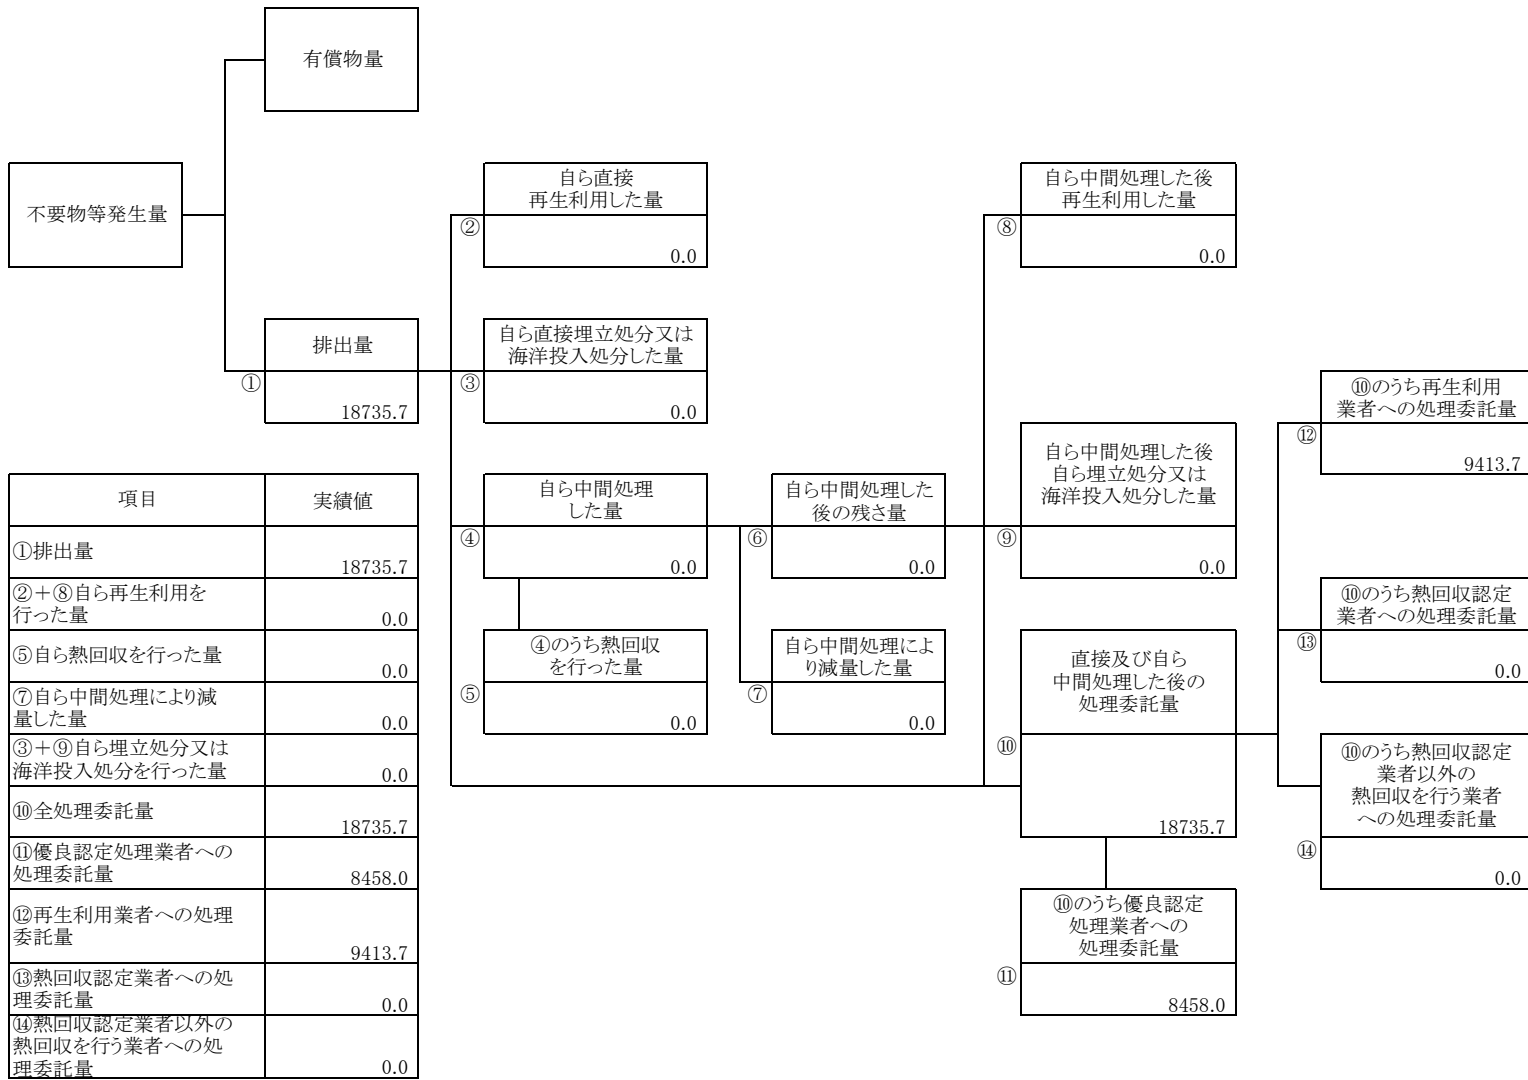 有償物量
不要物等発生量
自ら直接
再生利用した量
②
0.0
自ら中間処理した後
再生利用した量
⑧
0.0
排出量
①
18735.7
自ら直接埋立処分又は
海洋投入処分した量
③
0.0
⑩のうち再生利用
業者への処理委託量
⑫
9413.7
自ら中間処理
した量
④
0.0
自ら中間処理した
後の残さ量
⑥
0.0
自ら中間処理した後
自ら埋立処分又は
海洋投入処分した量
⑨
0.0
⑩のうち熱回収認定
業者への処理委託量
⑬
0.0
④のうち熱回収
を行った量
⑤
0.0
自ら中間処理によ
り減量した量
⑦
0.0
直接及び自ら
中間処理した後の
処理委託量
⑩
18735.7
⑩のうち熱回収認定
業者以外の
熱回収を行う業者
への処理委託量
⑭
0.0
⑩のうち優良認定
処理業者への
処理委託量
⑪
8458.0
項目
実績値
①排出量
18735.7
②＋⑧自ら再生利用を
行った量
0.0
⑤自ら熱回収を行った量
0.0
⑦自ら中間処理により減
量した量
0.0
③＋⑨自ら埋立処分又は
海洋投入処分を行った量
0.0
⑩全処理委託量
18735.7
⑪優良認定処理業者への
処理委託量
8458.0
⑫再生利用業者への処理
委託量
9413.7
⑬熱回収認定業者への処
理委託量
0.0
⑭熱回収認定業者以外の
熱回収を行う業者への処
理委託量
0.0